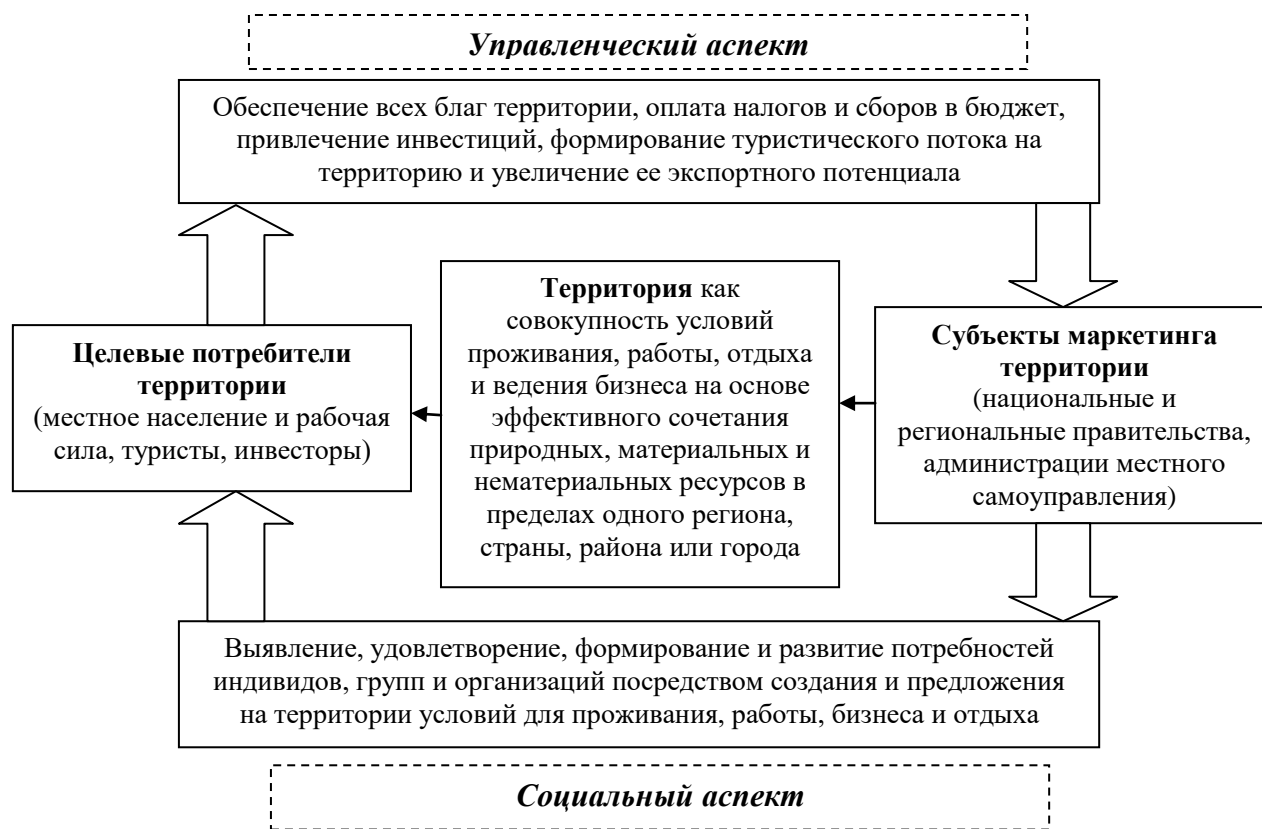 Управленческий аспект
Обеспечение всех благ территории, оплата налогов и сборов в бюджет,
привлечение инвестиций, формирование туристического потока на
территорию и увеличение ее экспортного потенциала
Целевые потребители
территории
(местное население и рабочая
сила, туристы, инвесторы)
Территория как
совокупность условий
проживания, работы, отдыха
и ведения бизнеса на основе
эффективного сочетания
природных, материальных и
нематериальных ресурсов в
пределах одного региона,
страны, района или города
Субъекты маркетинга
территории
(национальные и
региональные правительства,
администрации местного
самоуправления)
Выявление, удовлетворение, формирование и развитие потребностей
индивидов, групп и организаций посредством создания и предложения
на территории условий для проживания, работы, бизнеса и отдыха
Социальный аспект